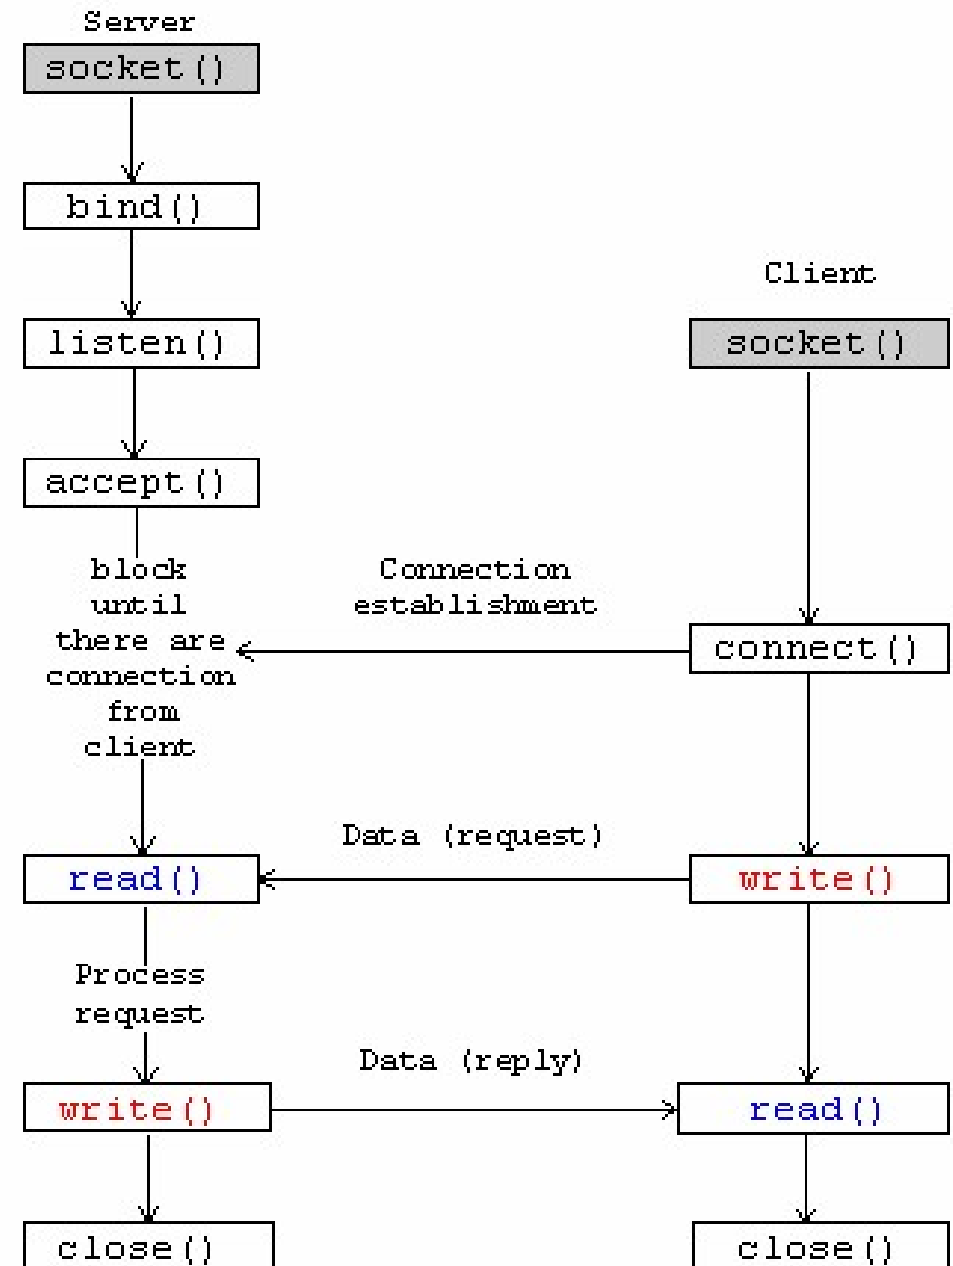 Server
socket()
bind()
listen()
accept()
block
until
there are
connection
from
client
read()
Process
request
write()
close()
Client
socket()
connect()
write()
read()
close()
Connection
establishment
Data (request)
Data (reply)